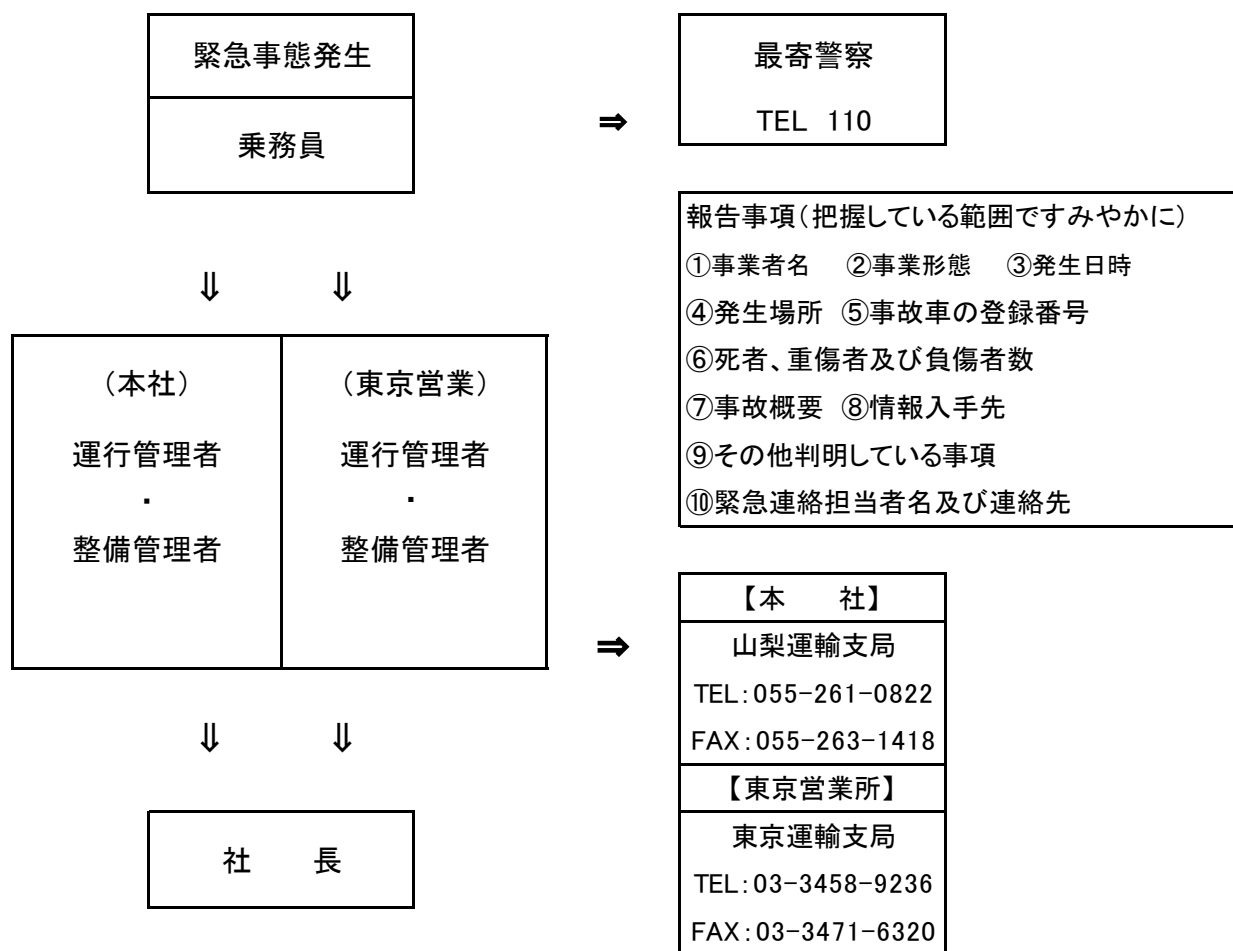 緊急事態発生
乗務員
⇒
最寄警察
TEL 110
報告事項(把握している範囲ですみやかに)
①事業者名 ②事業形態 ③発生日時
④発生場所 ⑤事故車の登録番号
⑥死者、重傷者及び負傷者数
⑦事故概要 ⑧情報入手先
⑨その他判明している事項
⑩緊急連絡担当者名及び連絡先
⇓ ⇓
(本社)
運行管理者
・
整備管理者
(東京営業)
運行管理者
・
整備管理者
⇒
【本 社】
山梨運輸支局
TEL:055-261-0822
FAX:055-263-1418
【東京営業所】
東京運輸支局
TEL:03-3458-9236
FAX:03-3471-6320
⇓ ⇓
社 長